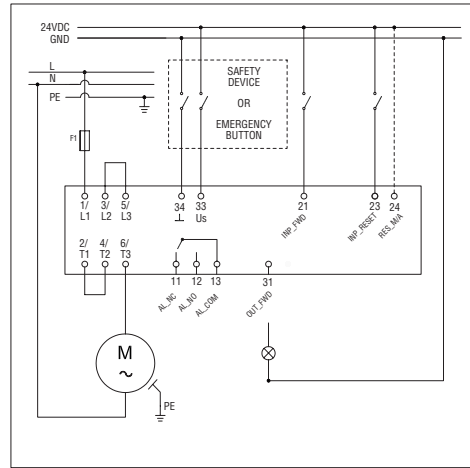 24VDC
GND
L
N
PE
F1
SAFETY
DEVICE
OR
EMERGENCY
BUTTON
1/
L1
3/
L2
5/
L3
34
⊥
33
Us
21
INP_FWD
23
INP_RESET
24
RES_M/A
2/
T1
4/
T2
6/
T3
11
AL_NC
12
AL_NO
13
AL_COM
31
OUT_FWD
M
~
PE